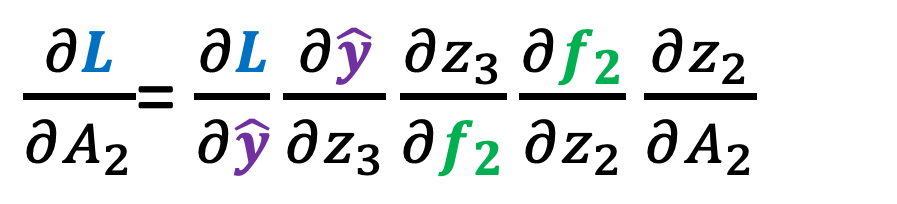 ∂L/∂A₂ = ∂L/∂ŷ ∂ŷ/∂z₃ ∂z₃/∂f₂ ∂f₂/∂z₂ ∂z₂/∂A₂